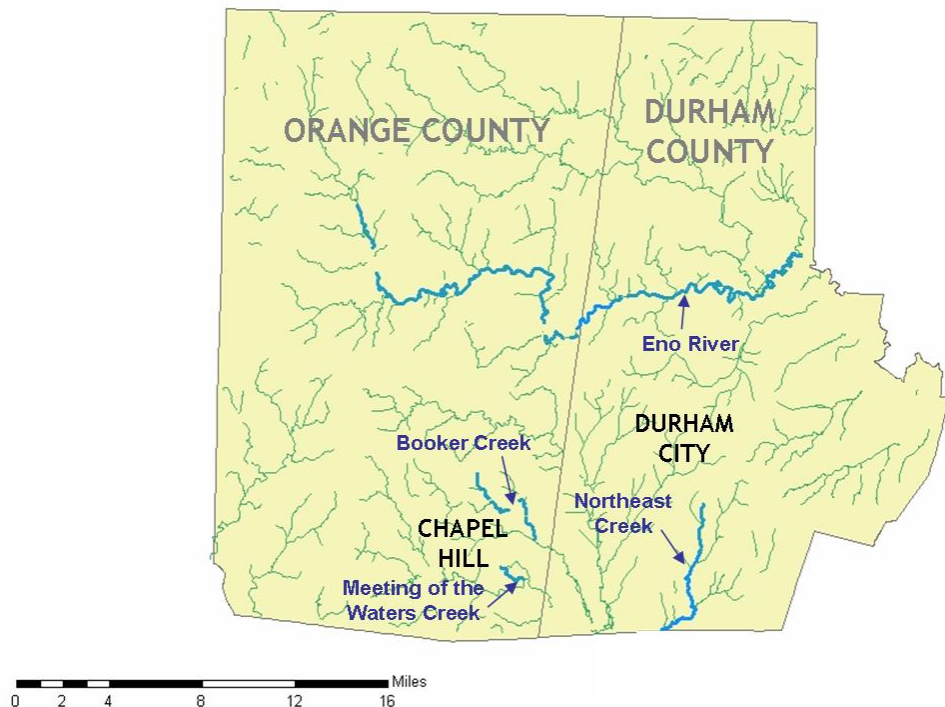 ORANGE COUNTY
DURHAM
COUNTY
Eno River
DURHAM
CITY
Booker Creek
Northeast
Creek
CHAPEL
HILL
Meeting of the
Waters Creek
Miles
0 2 4 8 12 16